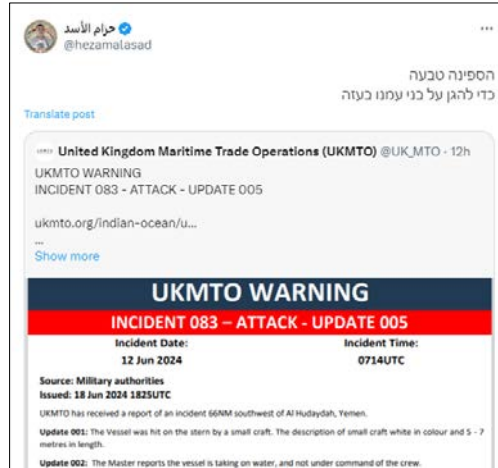 حزام الأسد
@hezamalasad
...
הספינה טבעה
כדי להגן על בני עמנו בעזה
Translate post
United Kingdom Maritime Trade Operations (UKMTO) @UK_MTO · 12h
UKMTO WARNING
INCIDENT 083 - ATTACK - UPDATE 005
ukmto.org/indian-ocean/u...
...
Show more
UKMTO WARNING
INCIDENT 083 – ATTACK - UPDATE 005
Incident Date: Incident Time:
12 Jun 2024 0714UTC
Source: Military authorities
Issued: 18 Jun 2024 1825UTC
UKMTO has received a report of an incident 66NM southwest of Al Hudaydah, Yemen.
Update 001: The Vessel was hit on the stern by a small craft. The description of small craft white in colour and 5 - 7
metres in length.
Update 002: The Master reports the vessel is taking on water, and not under command of the crew.